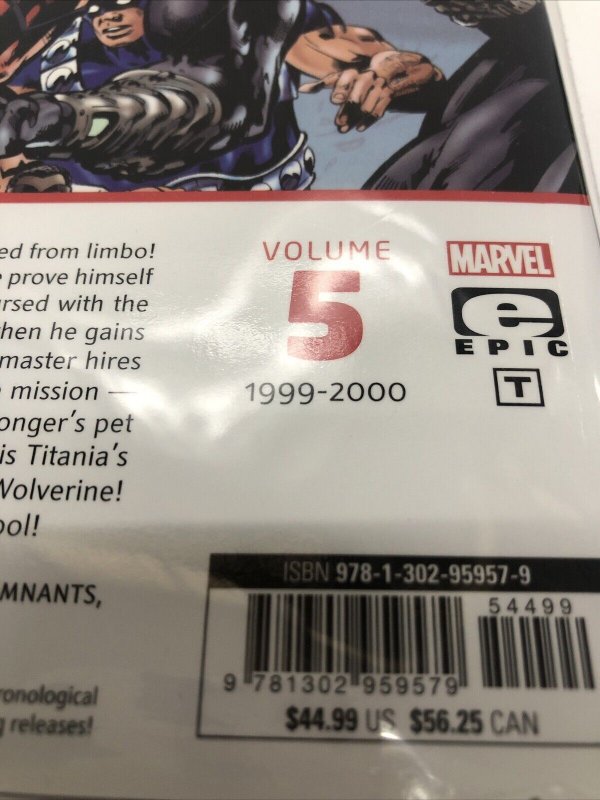 ed from limbo!
prove himself
rsed with the
hen he gains
master hires
mission —
onger's pet
is Titania's
Wolverine!
ool!
MNANTS,
ronological
g releases!
VOLUME
5
1999-2000
MARVEL
e
EPIC
T
ISBN 978-1-302-95957-9
54499
9 781302 959579
$44.99 US $56.25 CAN